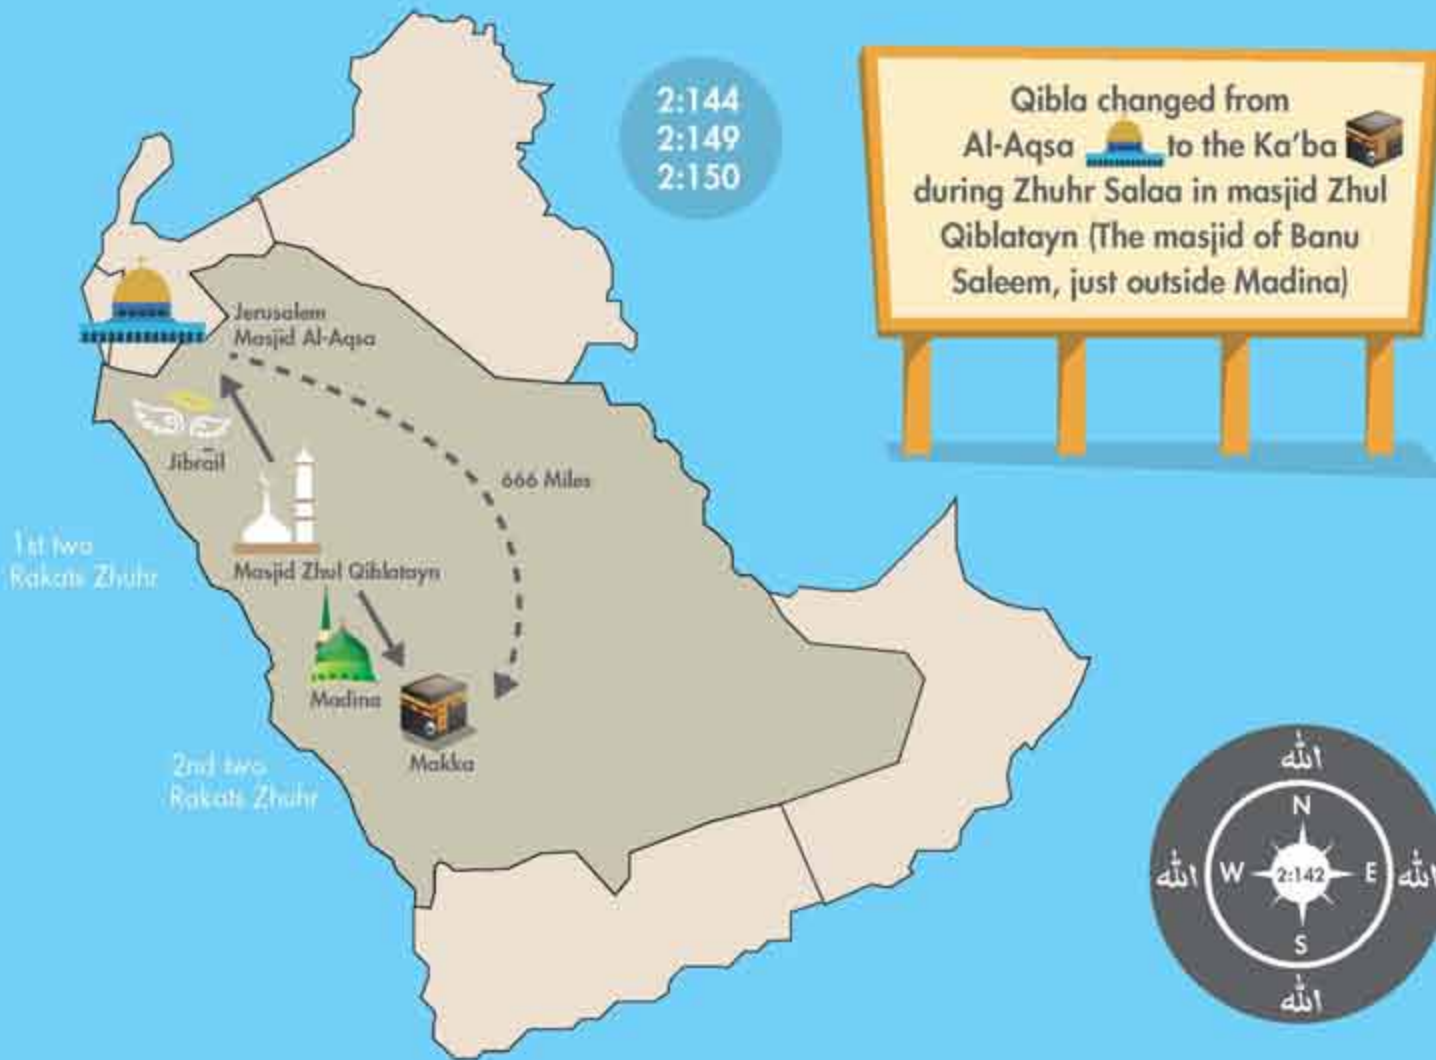 2:144
2:149
2:150
Qibla changed from
Al-Aqsa to the Ka'ba
during Zhuhr Salaa in masjid Zhul
Qiblatayn (The masjid of Banu
Saleem, just outside Madina)
Jerusalem
Masjid Al-Aqsa
Jibrāil
666 Miles
1st two
Rakats Zhuhr
Masjid Zhul Qiblatayn
Madina
Makka
2nd two
Rakats Zhuhr
الله
N
الله W 2:142 E الله
S
الله